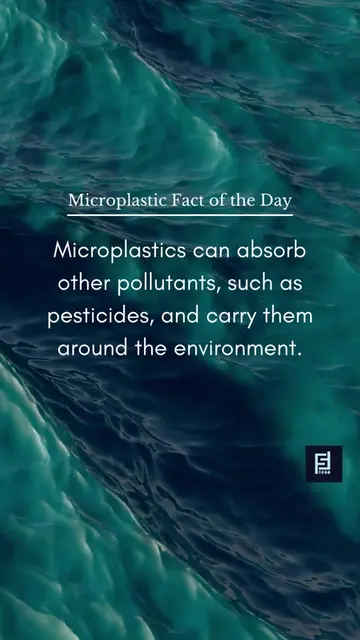 Microplastic Fact of the Day
Microplastics can absorb
other pollutants, such as
pesticides, and carry them
around the environment.